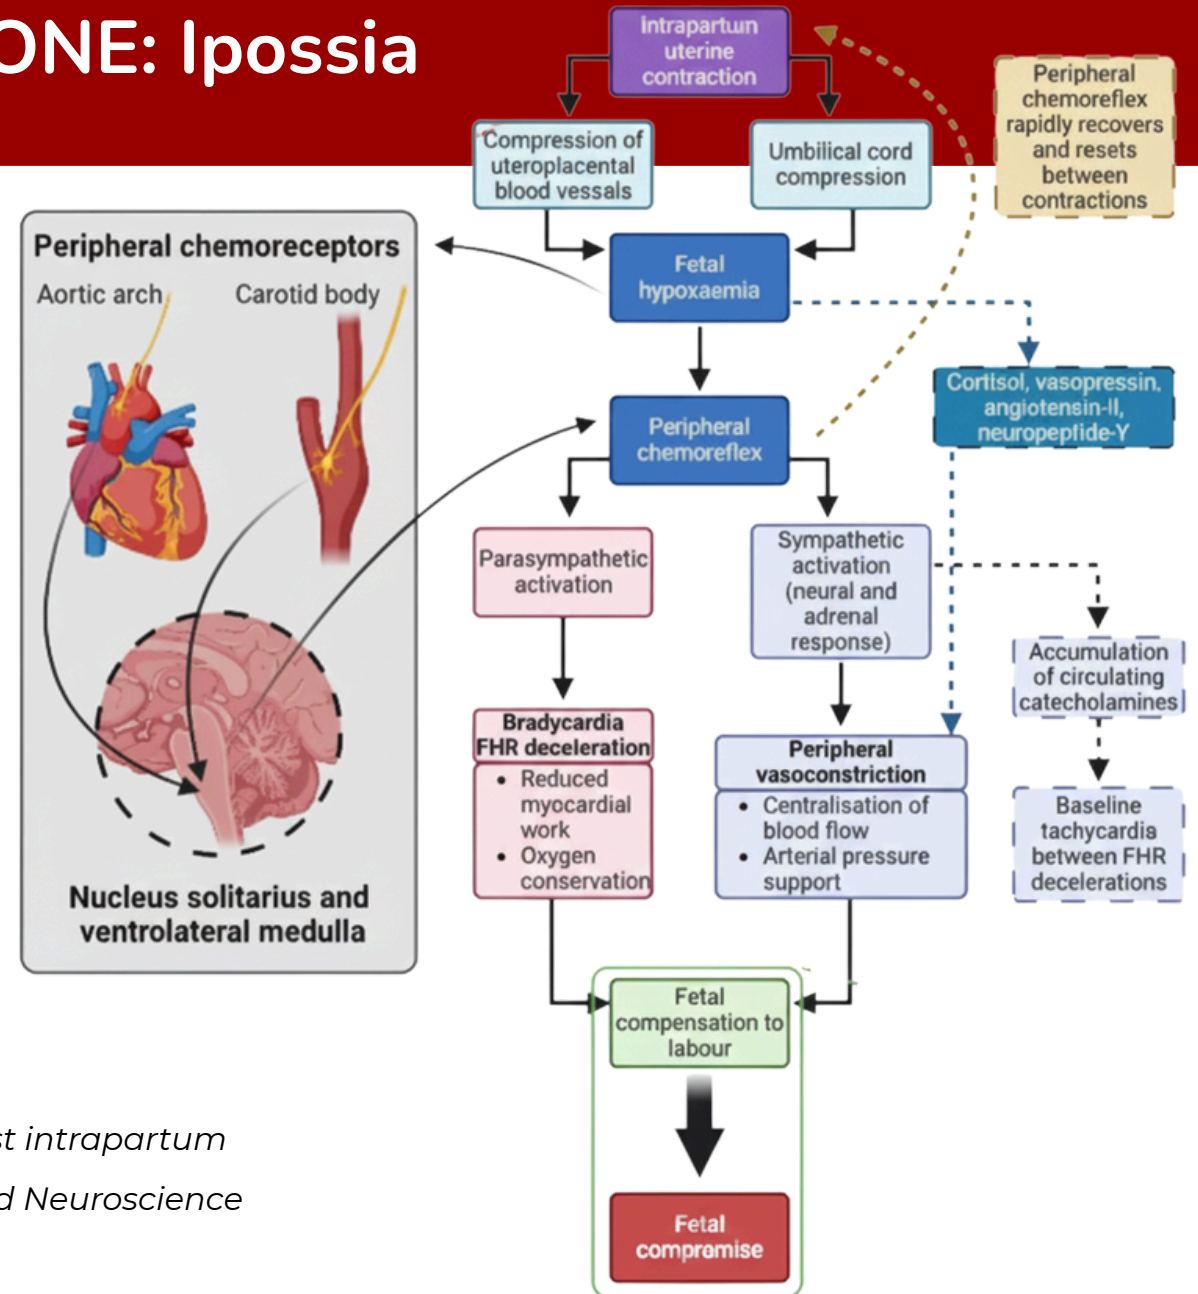 ONE: Ipossia
Intrapartum
uterine
contraction
Peripheral
chemoreflex
rapidly recovers
and resets
between
contractions
Compression of
uteroplacental
blood vessals
Umbilical cord
compression
Peripheral chemoreceptors
Aortic arch
Carotid body
Fetal
hypoxaemia
Cortisol, vasopressin,
angiotensin-II,
neuropeptide-Y
Peripheral
chemoreflex
Parasympathetic
activation
Sympathetic
activation
(neural and
adrenal
response)
Accumulation
of circulating
catecholamines
Bradycardia
FHR deceleration
• Reduced
myocardial
work
• Oxygen
conservation
Peripheral
vasoconstriction
• Centralisation of
blood flow
• Arterial pressure
support
Baseline
tachycardia
between FHR
decelerations
Nucleus solitarius and
ventrolateral medulla
Fetal
compensation to
labour
st intrapartum
d Neuroscience
Fetal
compromise